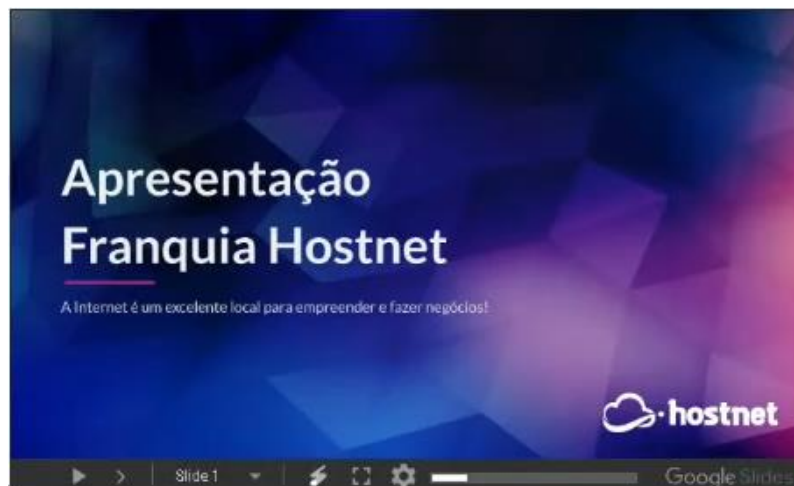 Apresentação
Franquia Hostnet
A Internet é um excelente local para empreender e fazer negócios!
hostnet
Slide 1
Google Slides